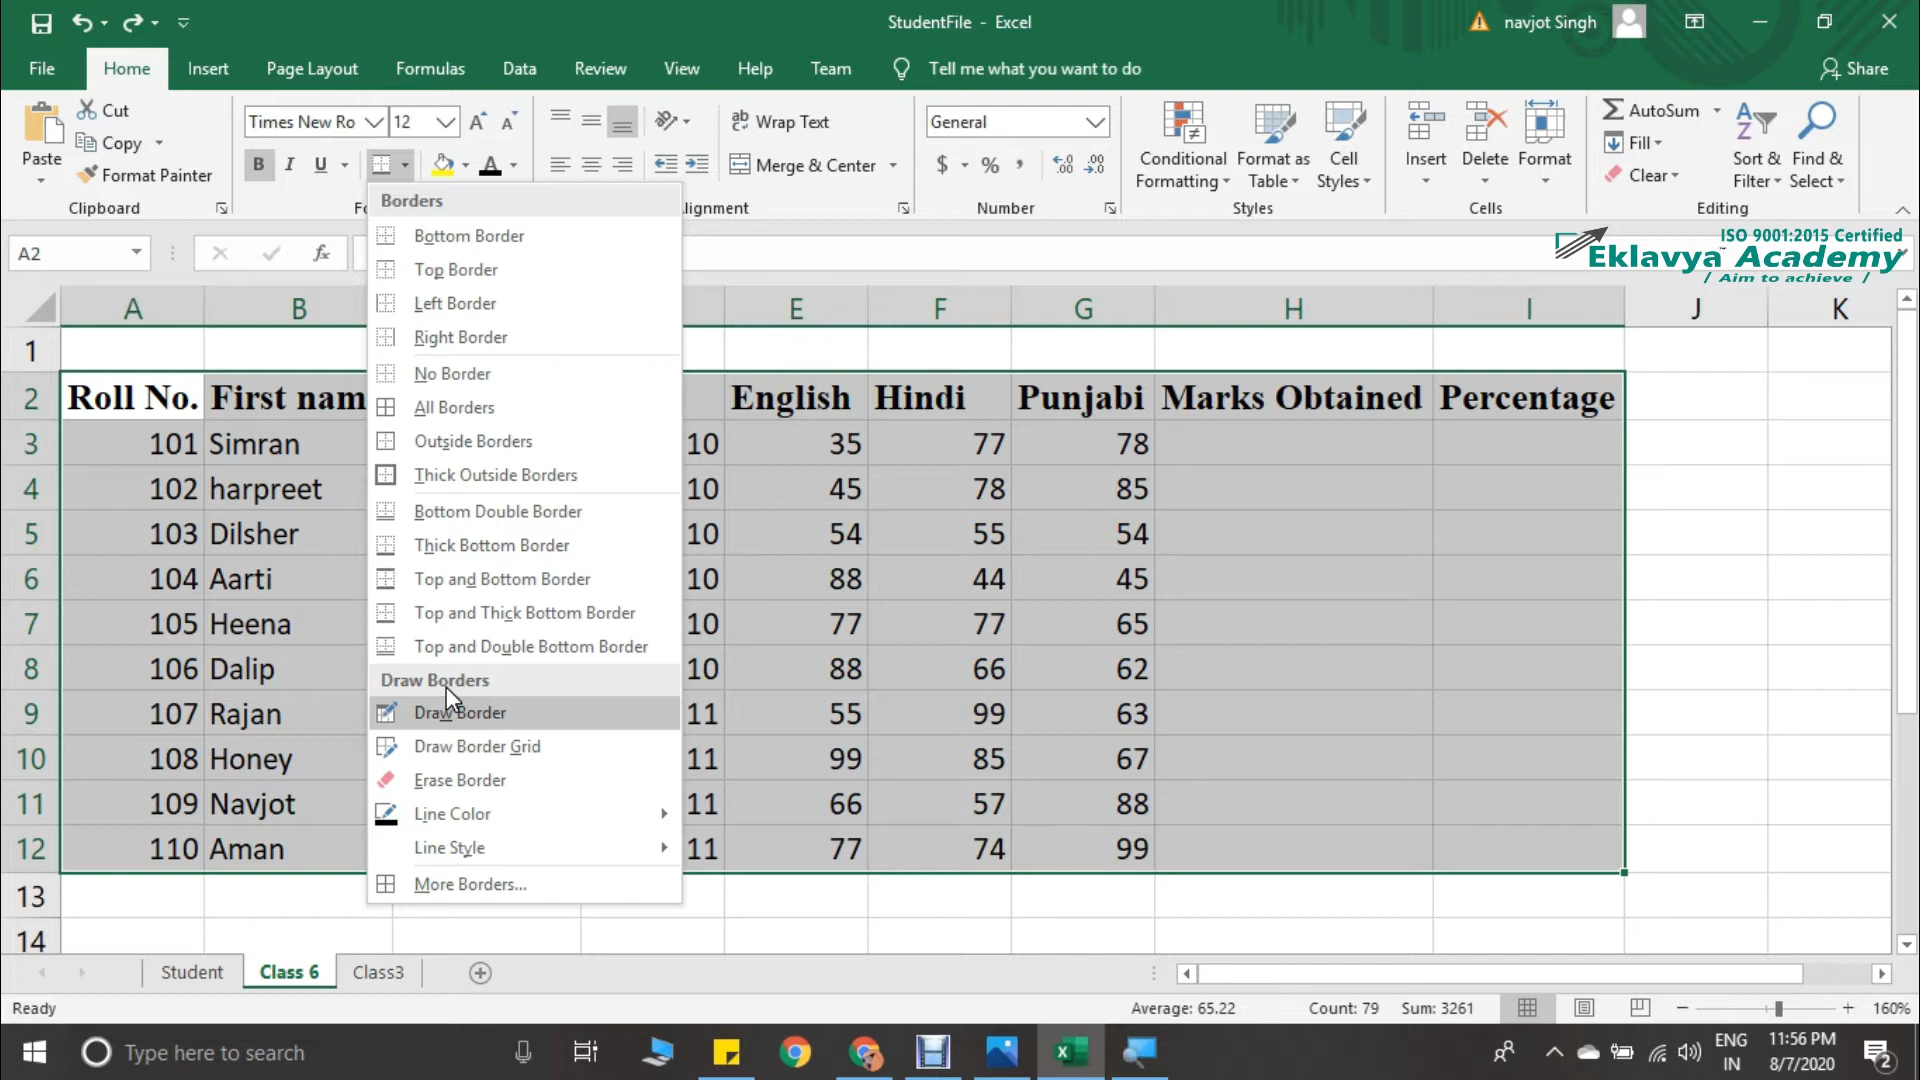 StudentFile - Excel
navjot Singh
File Home Insert Page Layout Formulas Data Review View Help Team Tell me what you want to do Share
Paste
Cut
Copy
Format Painter
Clipboard
Times New Ro 12
B I U A
Fo
Wrap Text
Merge & Center
lignment
General
$ % ,
Number
Conditional Formatting
Format as Table
Cell Styles
Styles
Insert Delete Format
Cells
AutoSum
Fill
Clear
Sort & Filter
Find & Select
Editing
A2
fx
ISO 9001:2015 Certified
Eklavya Academy
/ Aim to achieve /
A B E F G H I J K
1
2 Roll No. First nam English Hindi Punjabi Marks Obtained Percentage
3 101 Simran 10 35 77 78
4 102 harpreet 10 45 78 85
5 103 Dilsher 10 54 55 54
6 104 Aarti 10 88 44 45
7 105 Heena 10 77 77 65
8 106 Dalip 10 88 66 62
9 107 Rajan 11 55 99 63
10 108 Honey 11 99 85 67
11 109 Navjot 11 66 57 88
12 110 Aman 11 77 74 99
13
14
Borders
Bottom Border
Top Border
Left Border
Right Border
No Border
All Borders
Outside Borders
Thick Outside Borders
Bottom Double Border
Thick Bottom Border
Top and Bottom Border
Top and Thick Bottom Border
Top and Double Bottom Border
Draw Borders
Draw Border
Draw Border Grid
Erase Border
Line Color
Line Style
More Borders...
Student Class 6 Class3
Ready Average: 65.22 Count: 79 Sum: 3261 160%
Type here to search
ENG
IN
11:56 PM
8/7/2020
2